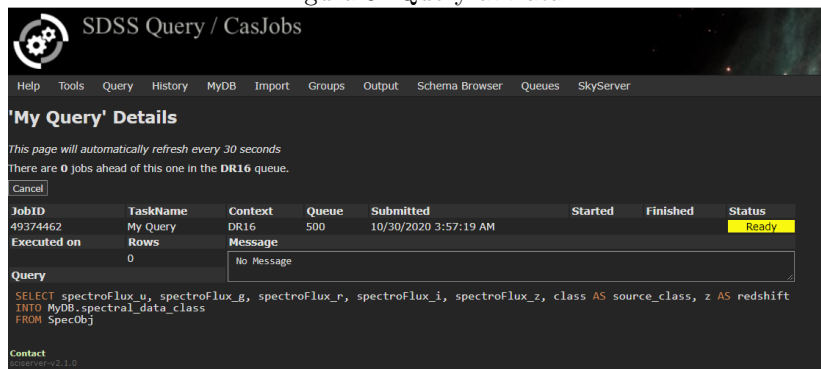 SDSS Query / CasJobs
Help Tools Query History MyDB Import Groups Output Schema Browser Queues SkyServer
'My Query' Details
This page will automatically refresh every 30 seconds
There are 0 jobs ahead of this one in the DR16 queue.
Cancel
JobID TaskName Context Queue Submitted Started Finished Status
49374462 My Query DR16 500 10/30/2020 3:57:19 AM Ready
Executed on Rows Message
0 No Message
Query
SELECT spectroFlux_u, spectroFlux_g, spectroFlux_r, spectroFlux_i, spectroFlux_z, class AS source_class, z AS redshift
INTO MyDB.spectral_data_class
FROM SpecObj
Contact
sciserver-v2.1.0